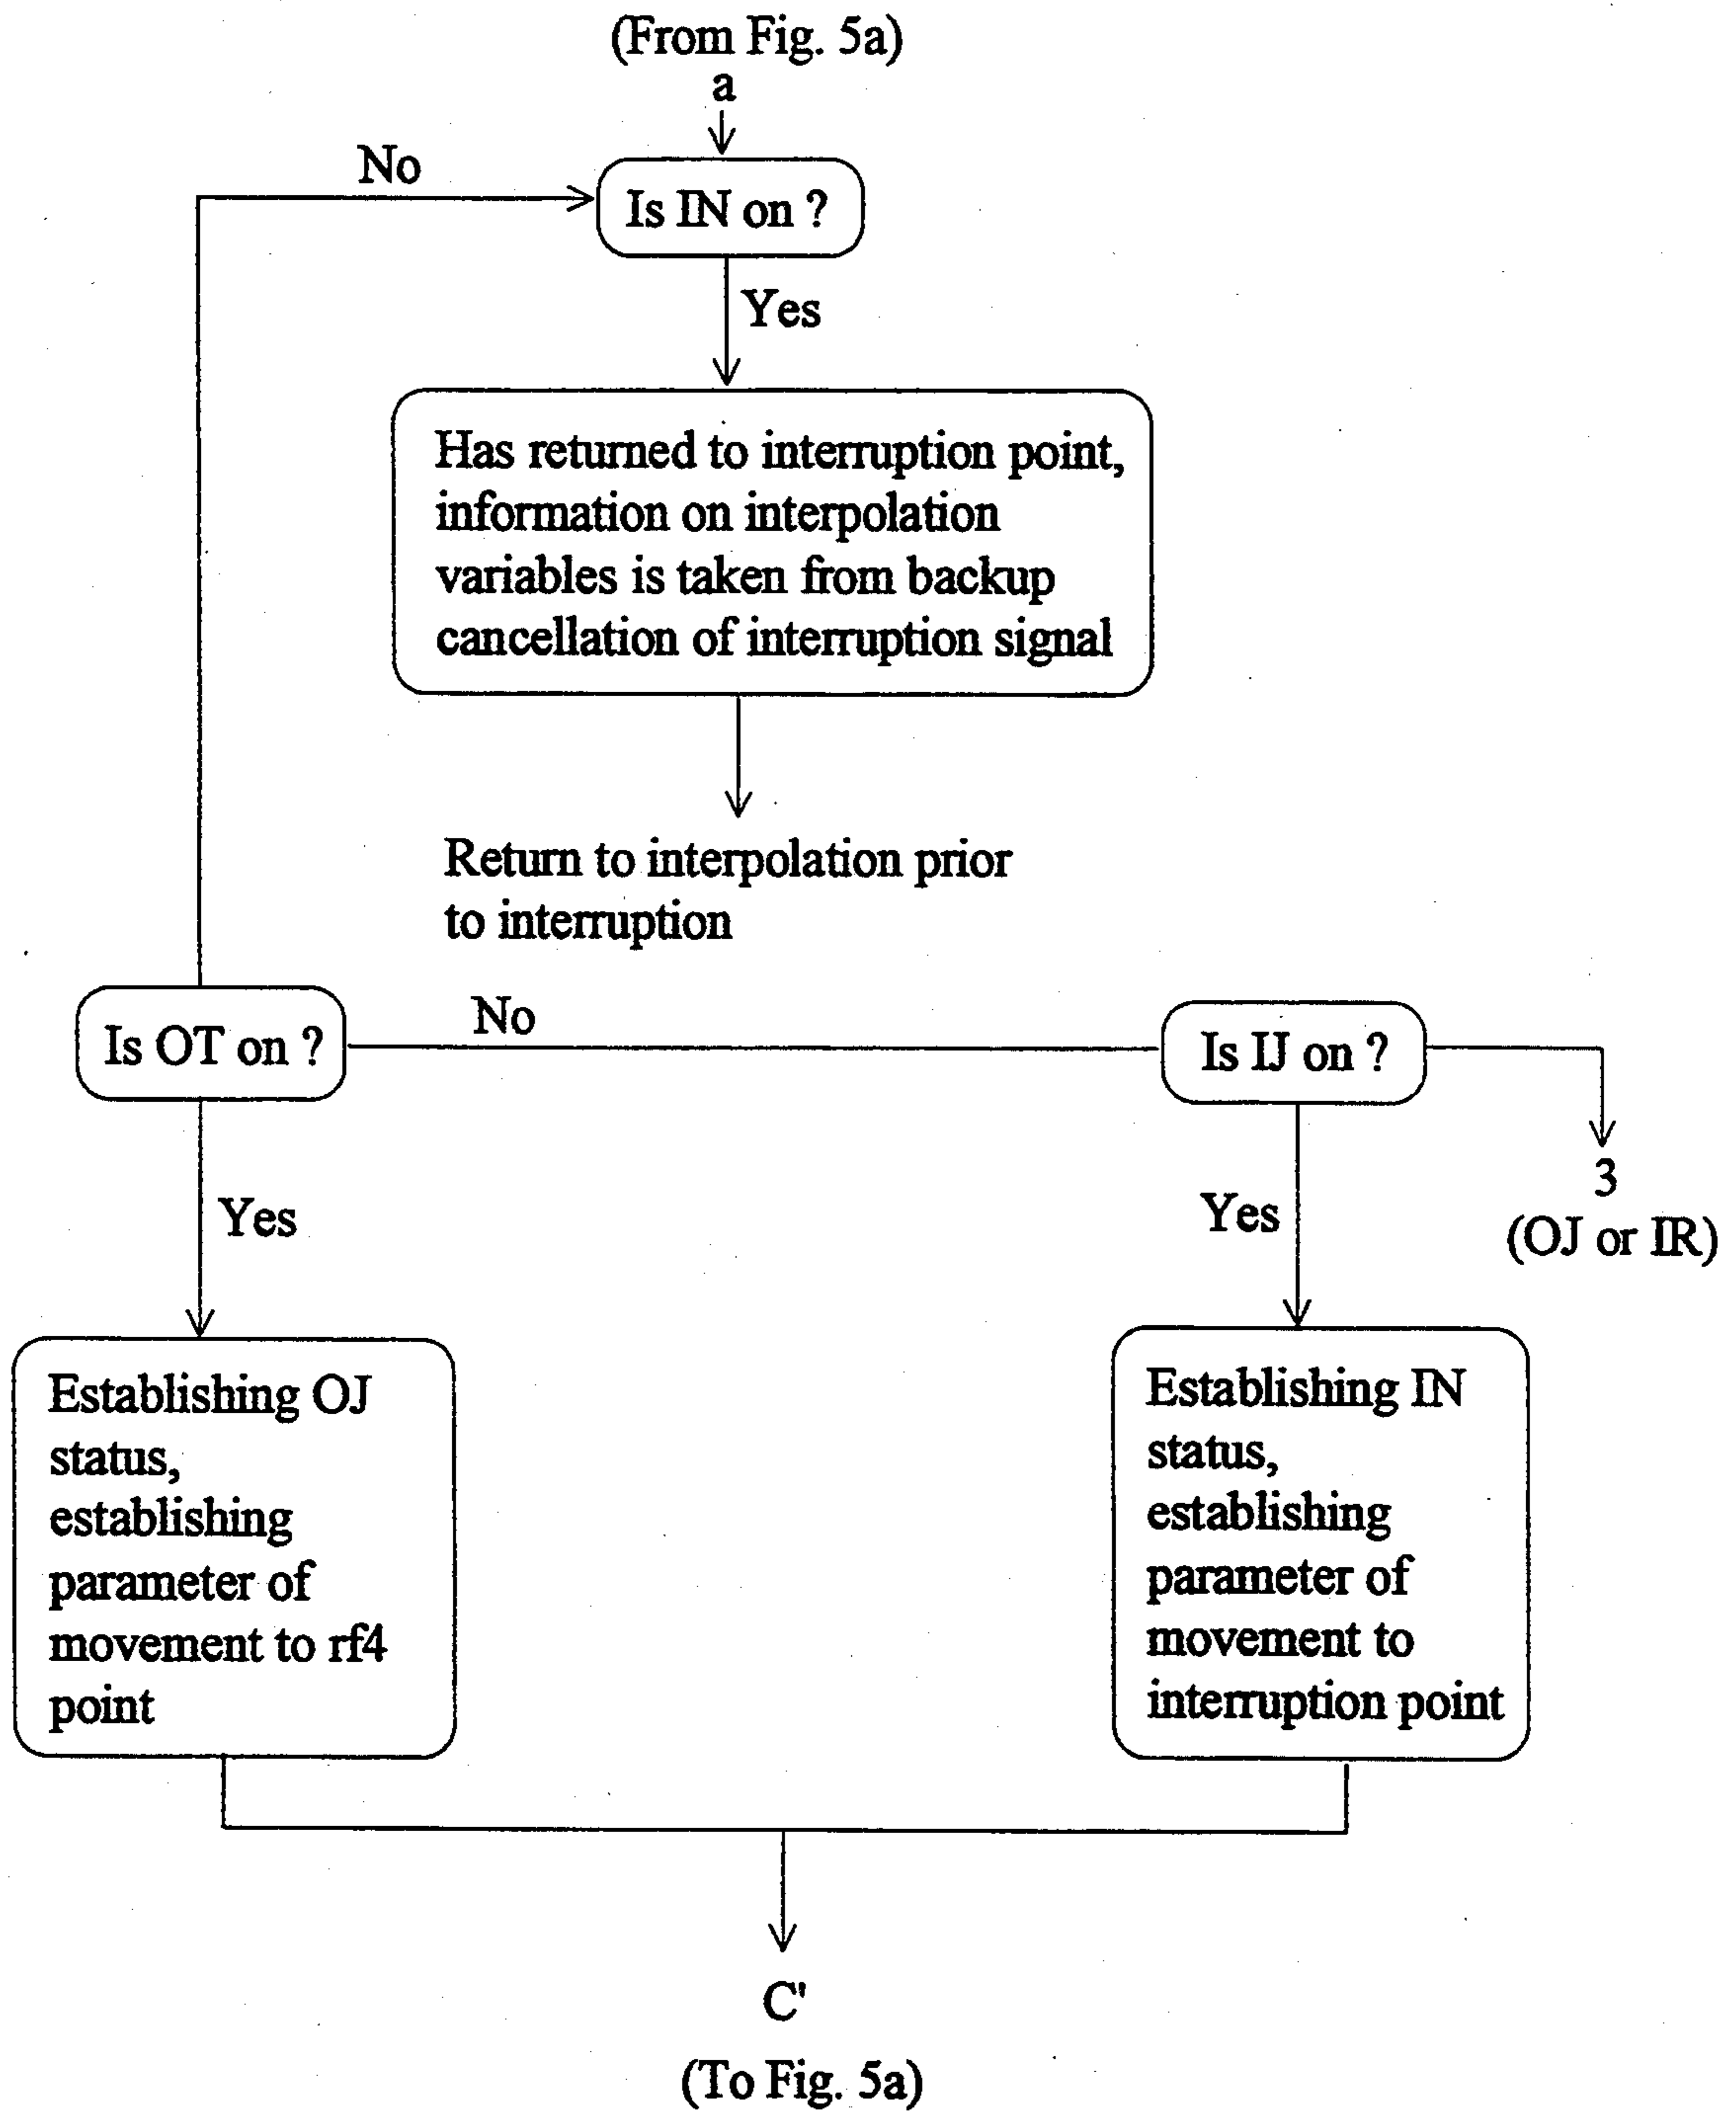 (From Fig. 5a)
a
No
Is IN on ?
Yes
Has returned to interruption point,
information on interpolation
variables is taken from backup
cancellation of interruption signal
Return to interpolation prior
to interruption
Is OT on ?
No
Is IJ on ?
3
(OJ or IR)
Yes
Yes
Establishing OJ
status,
establishing
parameter of
movement to rf4
point
Establishing IN
status,
establishing
parameter of
movement to
interruption point
C'
(To Fig. 5a)